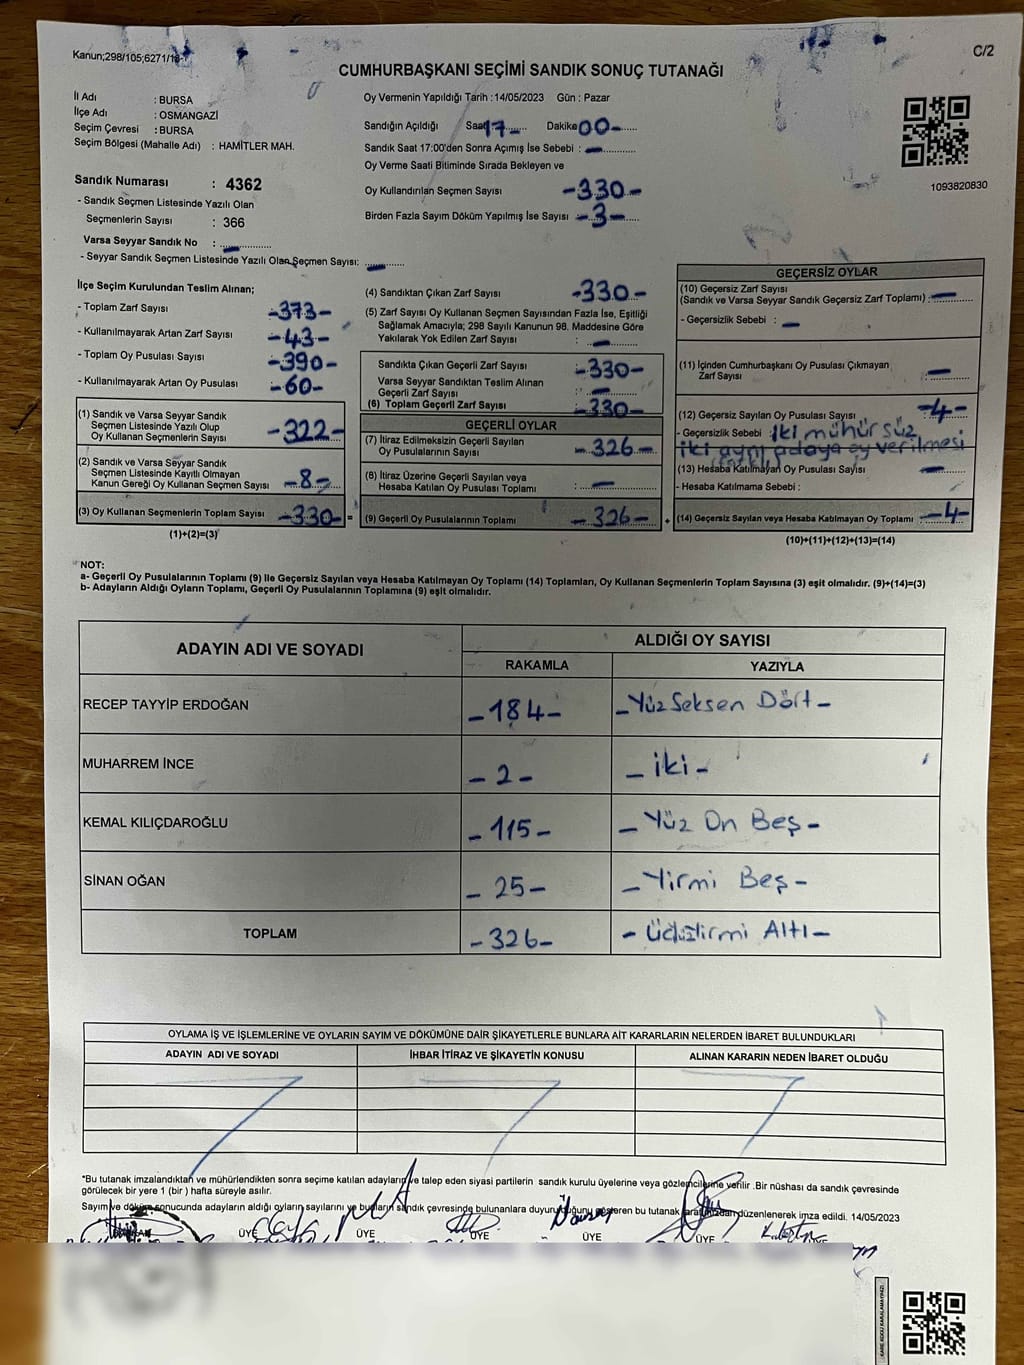 Kanun;298/105;6271/18-1
C/2
CUMHURBAŞKANI SEÇİMİ SANDIK SONUÇ TUTANAĞI
İl Adı : BURSA
İlçe Adı : OSMANGAZİ
Seçim Çevresi : BURSA
Seçim Bölgesi (Mahalle Adı) : HAMİTLER MAH.
Sandık Numarası : 4362
- Sandık Seçmen Listesinde Yazılı Olan
Seçmenlerin Sayısı : 366
Varsa Seyyar Sandık No : -
- Seyyar Sandık Seçmen Listesinde Yazılı Olan Seçmen Sayısı: -
Oy Vermenin Yapıldığı Tarih : 14/05/2023 Gün : Pazar
Sandığın Açıldığı Saat 17- Dakika 00-
Sandık Saat 17:00'den Sonra Açımış İse Sebebi : -
Oy Verme Saati Bitiminde Sırada Bekleyen ve
Oy Kullandırılan Seçmen Sayısı -330-
Birden Fazla Sayım Döküm Yapılmış İse Sayısı -3-
1093820830
İlçe Seçim Kurulundan Teslim Alınan;
- Toplam Zarf Sayısı -373-
- Kullanılmayarak Artan Zarf Sayısı -43-
- Toplam Oy Pusulası Sayısı -390-
- Kullanılmayarak Artan Oy Pusulası -60-
(1) Sandık ve Varsa Seyyar Sandık
Seçmen Listesinde Yazılı Olup
Oy Kullanan Seçmenlerin Sayısı -322-
(2) Sandık ve Varsa Seyyar Sandık
Seçmen Listesinde Kayıtlı Olmayan
Kanun Gereği Oy Kullanan Seçmen Sayısı -8-
(3) Oy Kullanan Seçmenlerin Toplam Sayısı -330- =
(1)+(2)=(3)
(4) Sandıktan Çıkan Zarf Sayısı -330-
(5) Zarf Sayısı Oy Kullanan Seçmen Sayısından Fazla İse, Eşitliği
Sağlamak Amacıyla; 298 Sayılı Kanunun 98. Maddesine Göre
Yakılarak Yok Edilen Zarf Sayısı : -
Sandıkta Çıkan Geçerli Zarf Sayısı -330-
Varsa Seyyar Sandıktan Teslim Alınan
Geçerli Zarf Sayısı : -
(6) Toplam Geçerli Zarf Sayısı -330-
GEÇERLİ OYLAR
(7) İtiraz Edilmeksizin Geçerli Sayılan
Oy Pusulalarının Sayısı - 326 -
(8) İtiraz Üzerine Geçerli Sayılan veya
Hesaba Katılan Oy Pusulası Toplamı : -
(9) Geçerli Oy Pusulalarının Toplamı - 326 - +
GEÇERSİZ OYLAR
(10) Geçersiz Zarf Sayısı
(Sandık ve Varsa Seyyar Sandık Geçersiz Zarf Toplamı) : -
- Geçersizlik Sebebi : -
(11) İçinden Cumhurbaşkanı Oy Pusulası Çıkmayan
Zarf Sayısı -
(12) Geçersiz Sayılan Oy Pusulası Sayısı -4-
- Geçersizlik Sebebi : iki mühürsüz
iki ayrı adaya oy verilmesi
(13) Hesaba Katılmayan Oy Pusulası Sayısı -
- Hesaba Katılmama Sebebi :
(14) Geçersiz Sayılan veya Hesaba Katılmayan Oy Toplamı : -4-
(10)+(11)+(12)+(13)=(14)
NOT:
a- Geçerli Oy Pusulalarının Toplamı (9) İle Geçersiz Sayılan veya Hesaba Katılmayan Oy Toplamı (14) Toplamları, Oy Kullanan Seçmenlerin Toplam Sayısına (3) eşit olmalıdır. (9)+(14)=(3)
b- Adayların Aldığı Oyların Toplamı, Geçerli Oy Pusulalarının Toplamına (9) eşit olmalıdır.
ADAYIN ADI VE SOYADI
ALDIĞI OY SAYISI
RAKAMLA YAZIYLA
RECEP TAYYİP ERDOĞAN -184- -Yüz Seksen Dört-
MUHARREM İNCE - 2 - - iki -
KEMAL KILIÇDAROĞLU - 115 - - Yüz On Beş -
SİNAN OĞAN - 25 - - Yirmi Beş -
TOPLAM -326-
Altı -
OYLAMA İŞ VE İŞLEMLERİNE VE OYLARIN SAYIM VE DÖKÜMÜNE DAİR ŞİKAYETLERLE BUNLARA AİT KARARLARIN NELERDEN İBARET BULUNDUKLARI
ADAYIN ADI VE SOYADI İHBAR İTİRAZ VE ŞİKAYETİN KONUSU ALINAN KARARIN NEDEN İBARET OLDUĞU
*Bu tutanak imzalandıktan ve mühürlendikten sonra seçime katılan adayların ve talep eden siyasi partilerin sandık kurulu üyelerine veya gözlemcilerine verilir .Bir nüshası da sandık çevresinde
görülecek bir yere 1 (bir) hafta süreyle asılır.
Sayım ve döküm sonucunda adayların aldığı oyların sayılarını ve bunların sandık çevresinde bulunanlara duyurulduğunu gösteren bu tutanak tarafımızdan düzenlenerek imza edildi. 14/05/2023
ÜYE ÜYE ÜYE ÜYE ÜYE